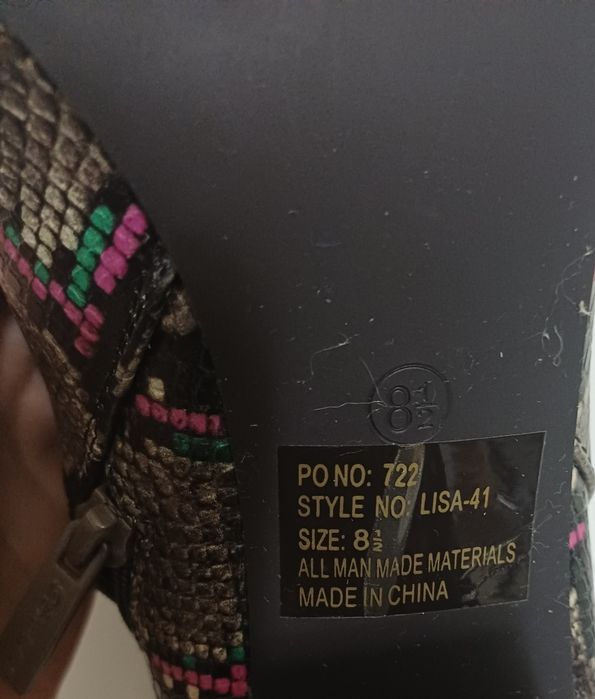 8½
PO NO: 722
STYLE NO: LISA-41
SIZE: 8½
ALL MAN MADE MATERIALS
MADE IN CHINA